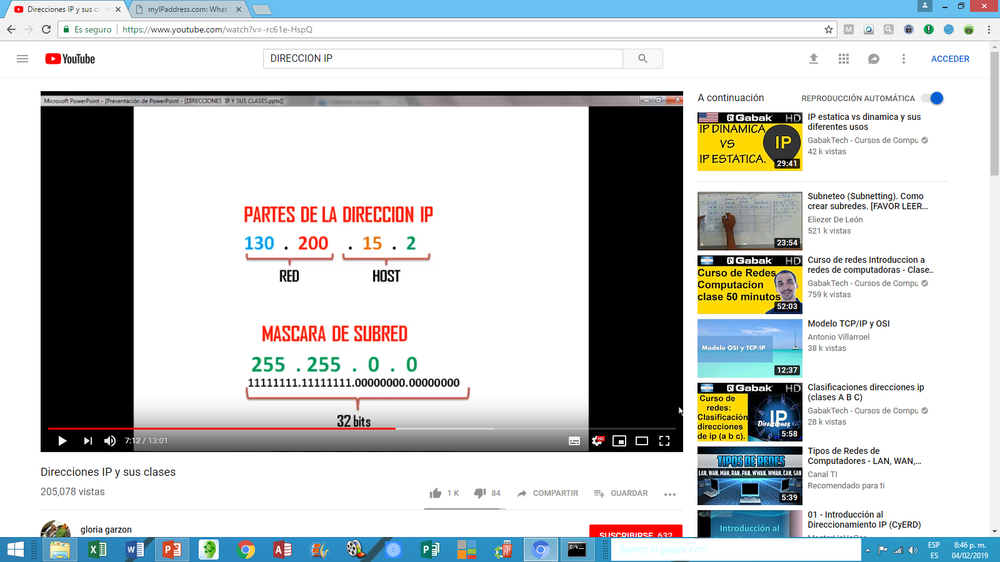 Direcciones IP y sus cl
myIPaddress.com: What
Es seguro
https://www.youtube.com/watch?v=-rc61e-HspQ
YouTube
DIRECCION IP
ACCEDER
Microsoft PowerPoint - [Presentación de PowerPoint - [DIRECCIONES IP Y SUS CLASES.pptx]]
PARTES DE LA DIRECCION IP
130 . 200 . 15 . 2
RED HOST
MASCARA DE SUBRED
255 . 255 . 0 . 0
11111111.11111111.00000000.00000000
32 bits
7:12 / 13:01
HD
Direcciones IP y sus clases
205,078 vistas
1 K
84
COMPARTIR
GUARDAR
gloria garzon
SUSCRIBIRSE 632
A continuación
REPRODUCCIÓN AUTOMÁTICA
Gabak HD
IP DINAMICA
VS
IP ESTATICA.
IP
29:41
IP estatica vs dinamica y sus
diferentes usos
GabakTech - Cursos de Compu
42 k vistas
23:54
Subneteo (Subnetting). Como
crear subredes. [FAVOR LEER...
Eliezer De León
521 k vistas
Gabak HD
Curso de Redes
Computacion
clase 50 minutos
52:03
Curso de redes Introduccion a
redes de computadoras - Clase...
GabakTech - Cursos de Compu
759 k vistas
Modelo OSI y TCP/IP
12:37
Modelo TCP/IP y OSI
Antonio Villarroel
38 k vistas
Gabak HD
Curso de
redes:
Clasificación
direcciones
de ip (a b c).
IP
Direcciones
5:58
Clasificaciones direcciones ip
(clases A B C)
GabakTech - Cursos de Compu
28 k vistas
TIPOS DE REDES
LAN, WAN, MAN, RAN, PAN, WWAN, WMAN, CAN, SAN
5:39
Tipos de Redes de
Computadores - LAN, WAN,...
Canal TI
Recomendado para ti
Introducción al
01 - Introducción al
Direccionamiento IP (CyERD)
Search in google.com
ESP
ES
8:46 p. m.
04/02/2019